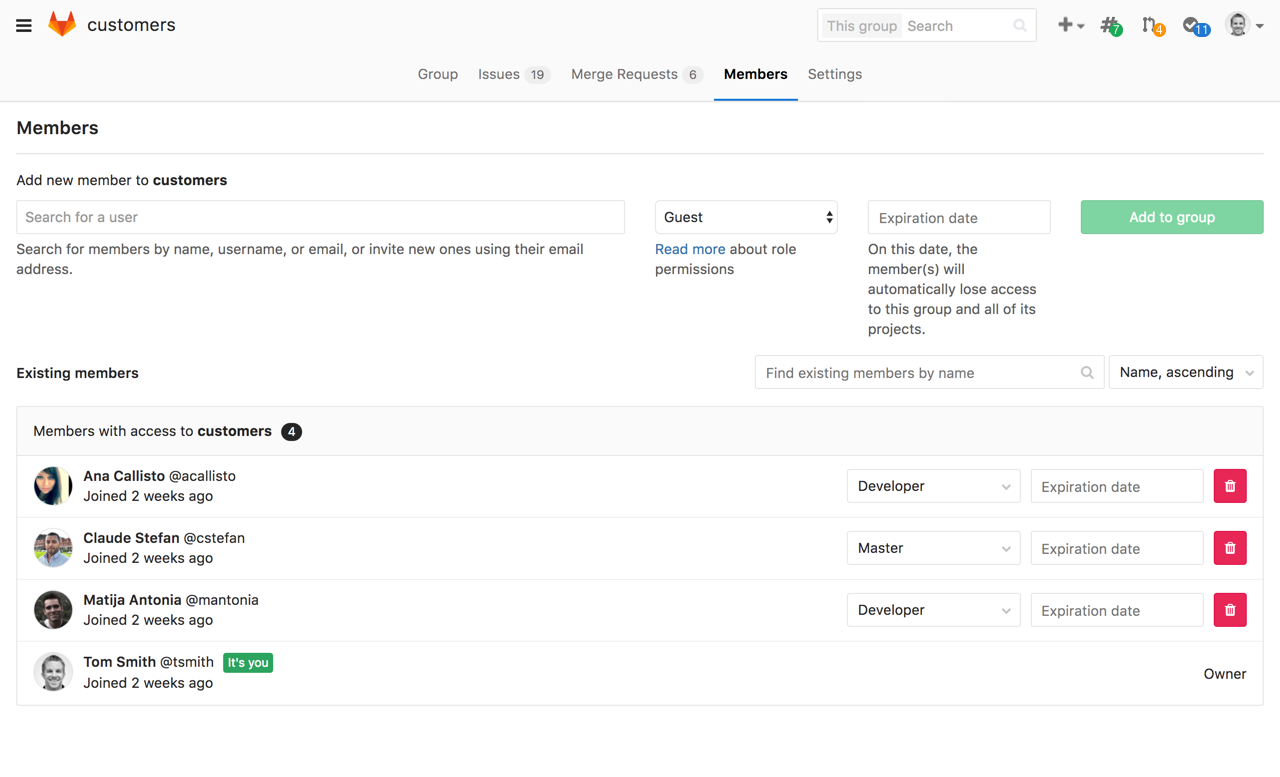 customers
This group Search
7 4 11
Group Issues 19 Merge Requests 6 Members Settings
Members
Add new member to customers
Search for a user Guest Expiration date Add to group
Search for members by name, username, or email, or invite new ones using their email
address.
Read more about role
permissions
On this date, the
member(s) will
automatically lose access
to this group and all of its
projects.
Existing members Find existing members by name Name, ascending
Members with access to customers 4
Ana Callisto @acallisto
Joined 2 weeks ago
Developer Expiration date
Claude Stefan @cstefan
Joined 2 weeks ago
Master Expiration date
Matija Antonia @mantonia
Joined 2 weeks ago
Developer Expiration date
Tom Smith @tsmith It's you
Joined 2 weeks ago
Owner